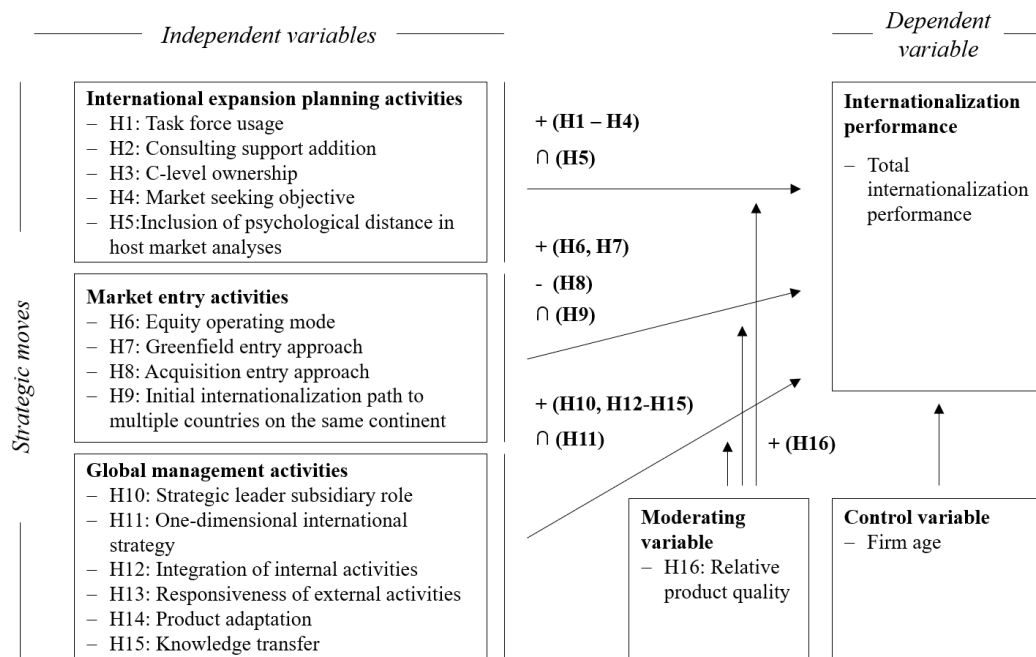 Independent variables
Dependent
variable
Strategic moves
International expansion planning activities
– H1: Task force usage
– H2: Consulting support addition
– H3: C-level ownership
– H4: Market seeking objective
– H5:Inclusion of psychological distance in
host market analyses
Market entry activities
– H6: Equity operating mode
– H7: Greenfield entry approach
– H8: Acquisition entry approach
– H9: Initial internationalization path to
multiple countries on the same continent
Global management activities
– H10: Strategic leader subsidiary role
– H11: One-dimensional international
strategy
– H12: Integration of internal activities
– H13: Responsiveness of external activities
– H14: Product adaptation
– H15: Knowledge transfer
+ (H1 – H4)
∩ (H5)
+ (H6, H7)
- (H8)
∩ (H9)
+ (H10, H12-H15)
∩ (H11)
+ (H16)
Moderating
variable
– H16: Relative
product quality
Internationalization
performance
– Total
internationalization
performance
Control variable
– Firm age